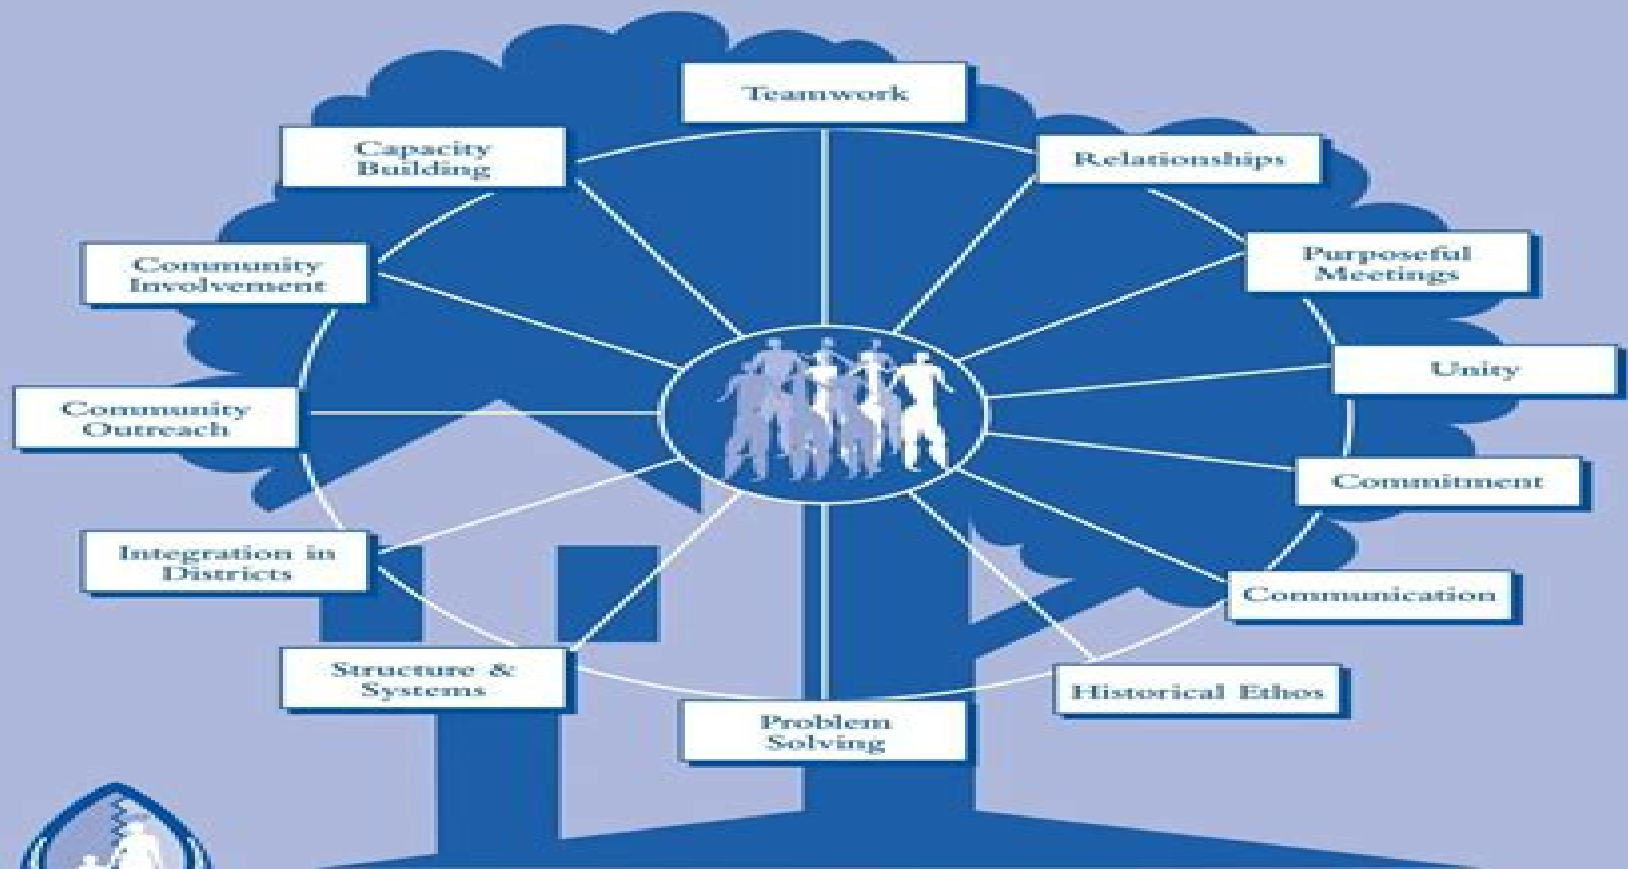 Teamwork
Capacity
Building
Relationships
Community
Involvement
Purposeful
Meetings
Unity
Community
Outreach
Commitment
Integration in
Districts
Communication
Structure &
Systems
Historical Ethos
Problem
Solving